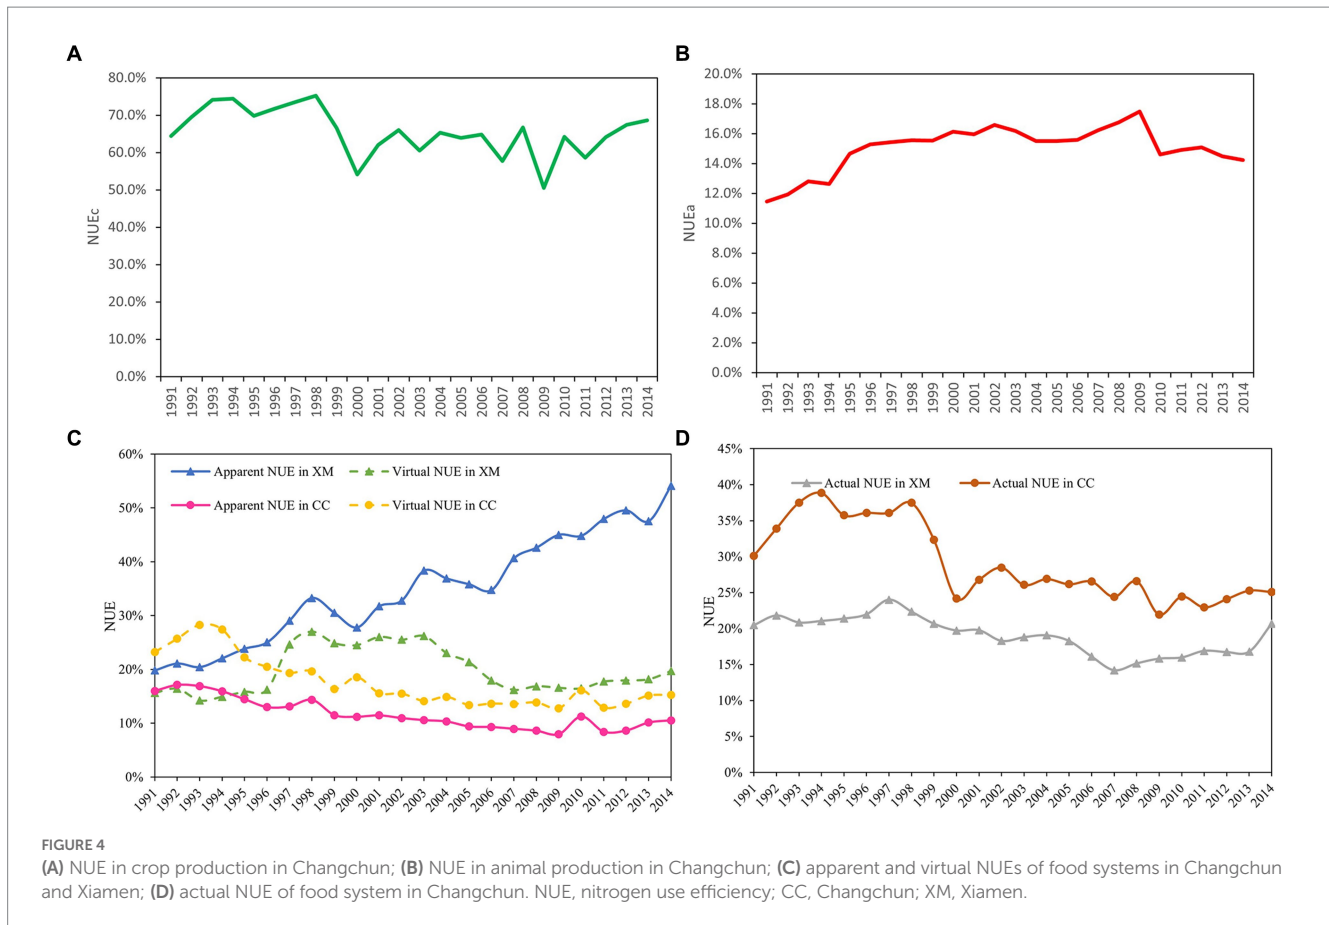 A
80.0%
70.0%
60.0%
50.0%
40.0%
30.0%
20.0%
10.0%
0.0%
NUEc
1991 1992 1993 1994 1995 1996 1997 1998 1999 2000 2001 2002 2003 2004 2005 2006 2007 2008 2009 2010 2011 2012 2013 2014
B
20.0%
18.0%
16.0%
14.0%
12.0%
10.0%
8.0%
6.0%
4.0%
2.0%
0.0%
NUEa
1991 1992 1993 1994 1995 1996 1997 1998 1999 2000 2001 2002 2003 2004 2005 2006 2007 2008 2009 2010 2011 2012 2013 2014
C
60%
50%
40%
30%
20%
10%
0%
NUE
Apparent NUE in XM Virtual NUE in XM
Apparent NUE in CC Virtual NUE in CC
1991 1992 1993 1994 1995 1996 1997 1998 1999 2000 2001 2002 2003 2004 2005 2006 2007 2008 2009 2010 2011 2012 2013 2014
D
45%
40%
35%
30%
25%
20%
15%
10%
5%
0%
NUE
Actual NUE in XM Actual NUE in CC
1991 1992 1993 1994 1995 1996 1997 1998 1999 2000 2001 2002 2003 2004 2005 2006 2007 2008 2009 2010 2011 2012 2013 2014
FIGURE 4
(A) NUE in crop production in Changchun; (B) NUE in animal production in Changchun; (C) apparent and virtual NUEs of food systems in Changchun
and Xiamen; (D) actual NUE of food system in Changchun. NUE, nitrogen use efficiency; CC, Changchun; XM, Xiamen.